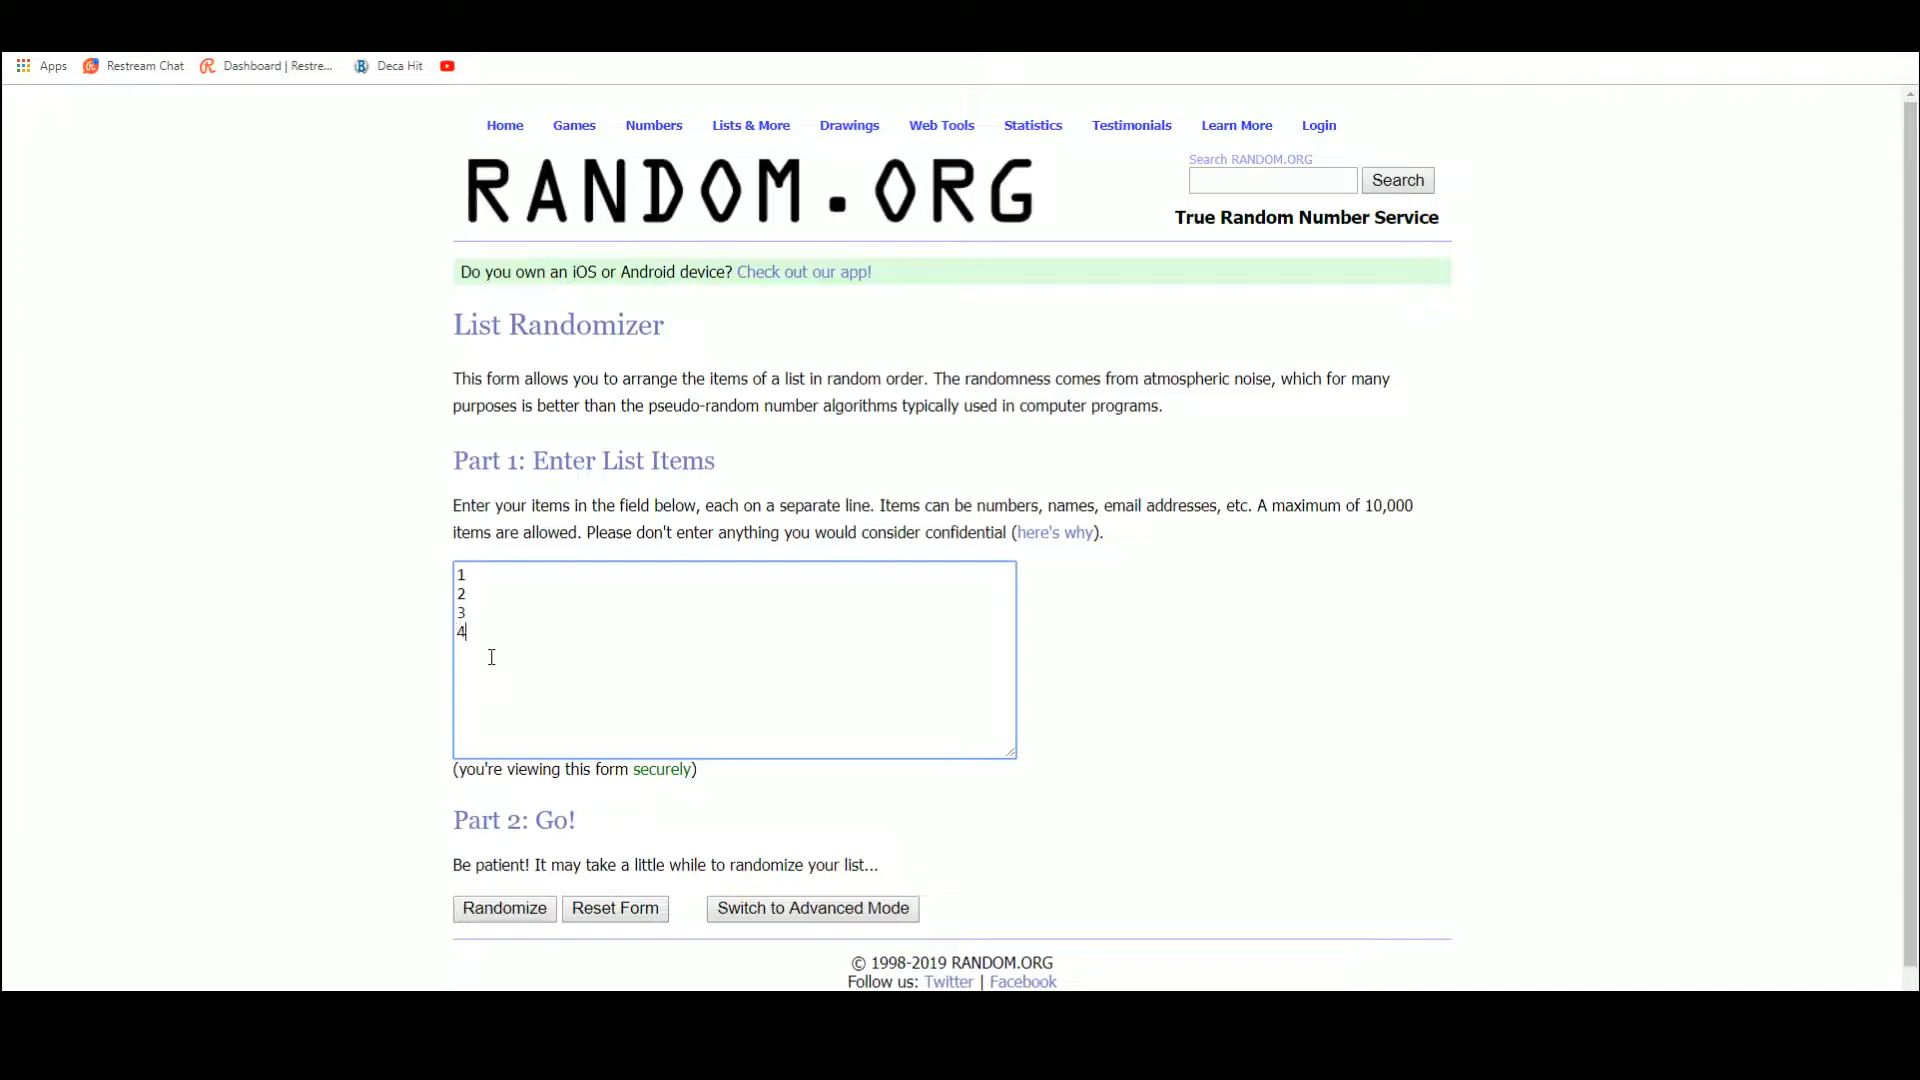 Apps Restream Chat Dashboard | Restre... Deca Hit
Home Games Numbers Lists & More Drawings Web Tools Statistics Testimonials Learn More Login
RANDOM.ORG
Search RANDOM.ORG
Search
True Random Number Service
Do you own an iOS or Android device? Check out our app!
List Randomizer
This form allows you to arrange the items of a list in random order. The randomness comes from atmospheric noise, which for many
purposes is better than the pseudo-random number algorithms typically used in computer programs.
Part 1: Enter List Items
Enter your items in the field below, each on a separate line. Items can be numbers, names, email addresses, etc. A maximum of 10,000
items are allowed. Please don't enter anything you would consider confidential (here's why).
1
2
3
4
(you're viewing this form securely)
Part 2: Go!
Be patient! It may take a little while to randomize your list...
Randomize Reset Form Switch to Advanced Mode
© 1998-2019 RANDOM.ORG
Follow us: Twitter | Facebook